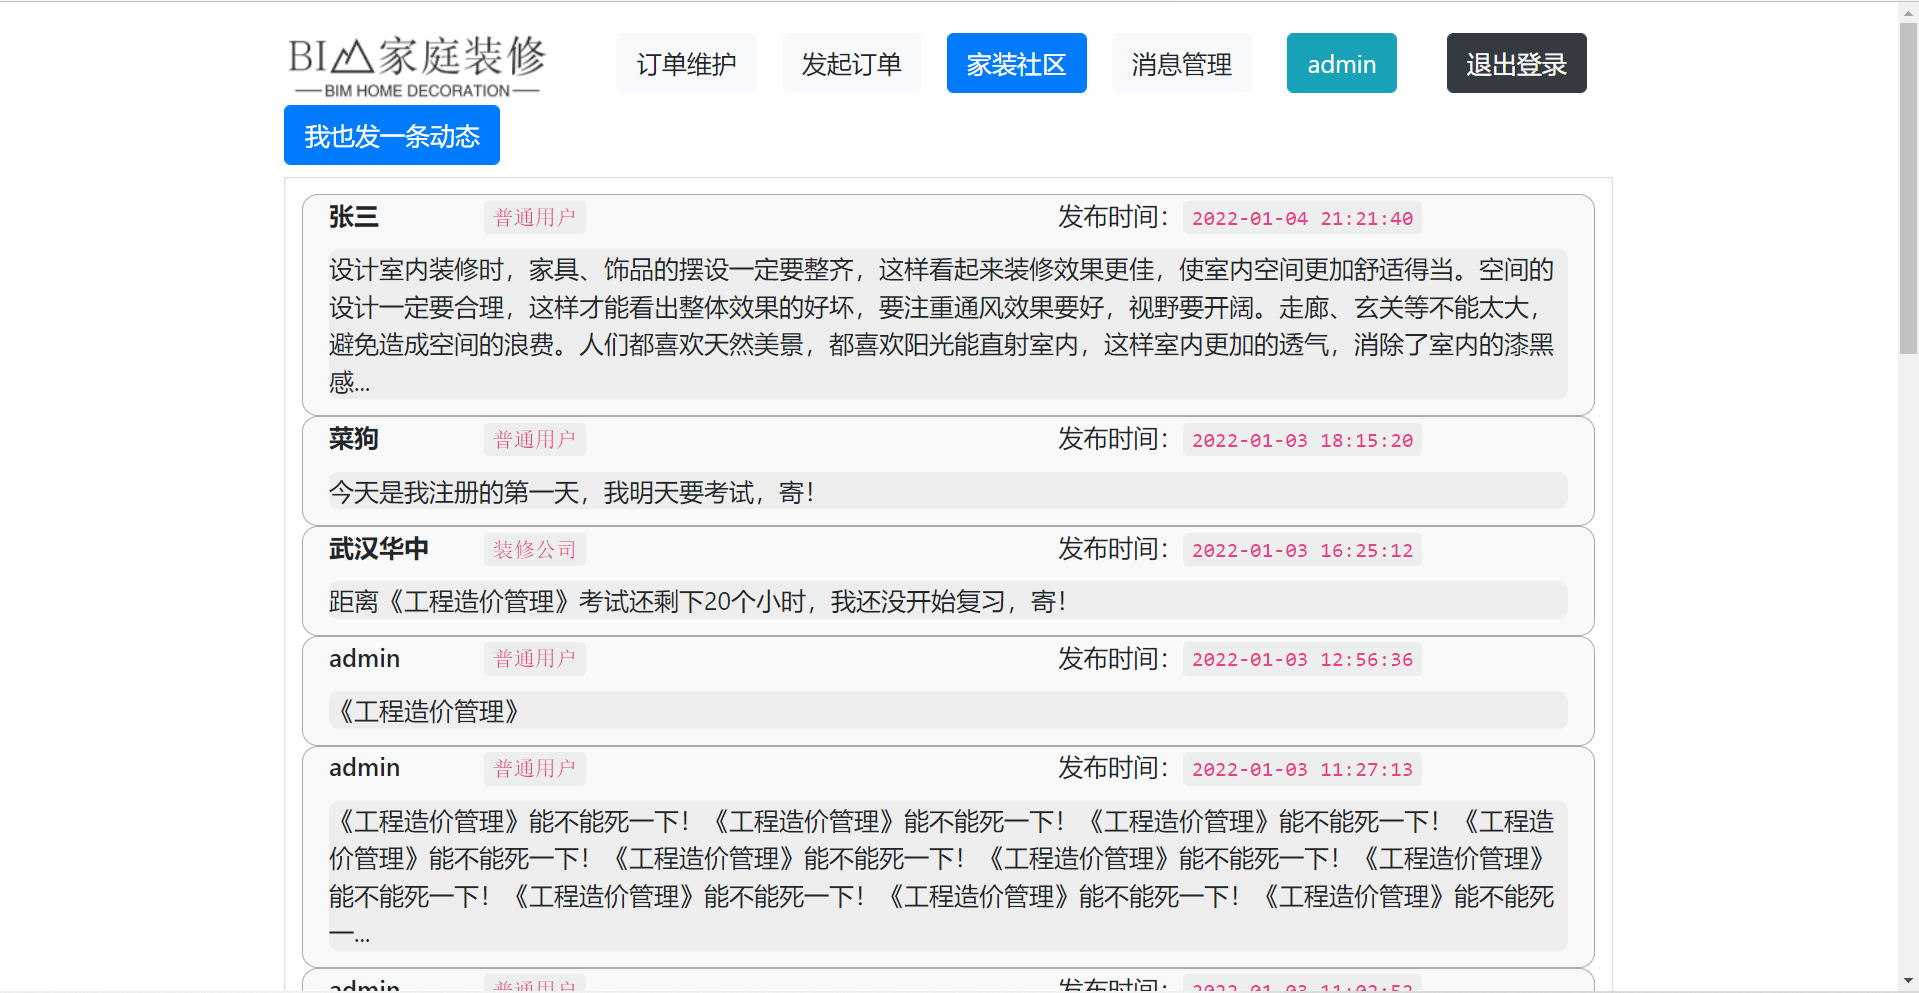 BIM家庭装修
BIM HOME DECORATION
订单维护 发起订单 家装社区 消息管理 admin 退出登录
我也发一条动态
张三 普通用户 发布时间： 2022-01-04 21:21:40
设计室内装修时，家具、饰品的摆设一定要整齐，这样看起来装修效果更佳，使室内空间更加舒适得当。空间的
设计一定要合理，这样才能看出整体效果的好坏，要注重通风效果要好，视野要开阔。走廊、玄关等不能太大，
避免造成空间的浪费。人们都喜欢天然美景，都喜欢阳光能直射室内，这样室内更加的透气，消除了室内的漆黑
感...
菜狗 普通用户 发布时间： 2022-01-03 18:15:20
今天是我注册的第一天，我明天要考试，寄！
武汉华中 装修公司 发布时间： 2022-01-03 16:25:12
距离《工程造价管理》考试还剩下20个小时，我还没开始复习，寄！
admin 普通用户 发布时间： 2022-01-03 12:56:36
《工程造价管理》
admin 普通用户 发布时间： 2022-01-03 11:27:13
《工程造价管理》能不能死一下！《工程造价管理》能不能死一下！《工程造价管理》能不能死一下！《工程造
价管理》能不能死一下！《工程造价管理》能不能死一下！《工程造价管理》能不能死一下！《工程造价管理》
能不能死一下！《工程造价管理》能不能死一下！《工程造价管理》能不能死一下！《工程造价管理》能不能死
一...
admin 普通用户 发布时间： 2022-01-03 11:02:52